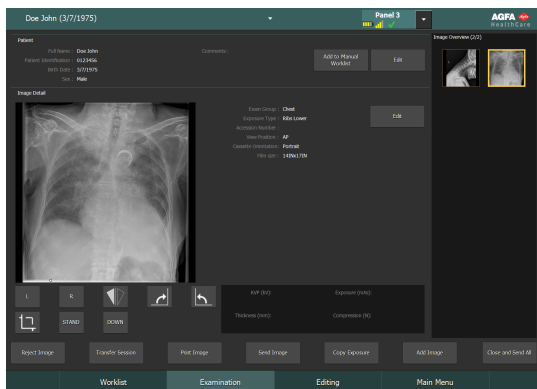 Doe John (3/7/1975)
Panel 3
AGFA
HealthCare
Patient
Full Name : Doe John
Patient Identification : 0123456
Birth Date : 3/7/1975
Sex : Male
Comments :
Add to Manual
Worklist
Edit
Image Overview (2/2)
Image Detail
Exam Group : Chest
Exposure Type : Ribs Lower
Accession Number :
View Position : AP
Cassette Orientation : Portrait
Film size : 14INx17IN
Edit
L
R
STAND
DOWN
KVP (kV):
Exposure (mAs):
Thickness (mm):
Compression (N):
Reject Image
Transfer Session
Print Image
Send Image
Copy Exposure
Add Image
Close and Send All
Worklist
Examination
Editing
Main Menu